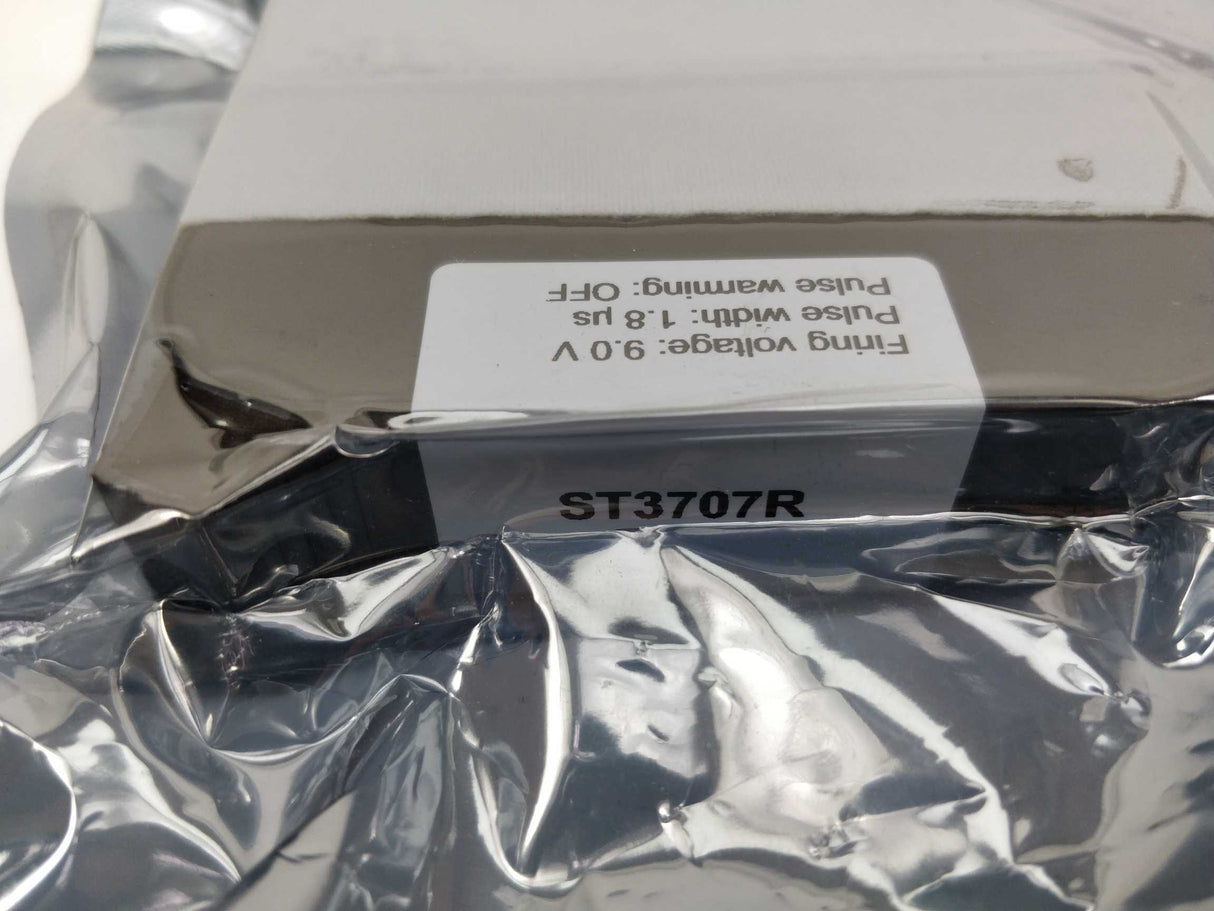 Firing voltage: 9.0 V
Pulse width: 1.8 µs
Pulse warming: OFF
ST3707R